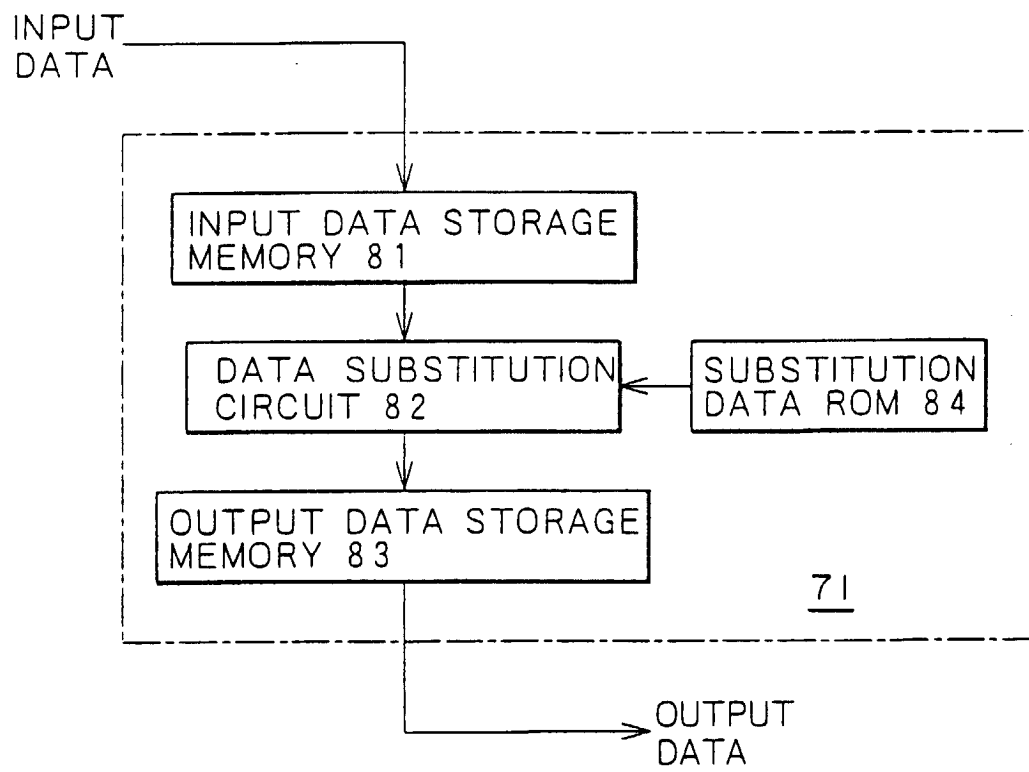 INPUT
DATA
INPUT DATA STORAGE
MEMORY 81
DATA SUBSTITUTION
CIRCUIT 82
SUBSTITUTION
DATA ROM 84
OUTPUT DATA STORAGE
MEMORY 83
71
OUTPUT
DATA